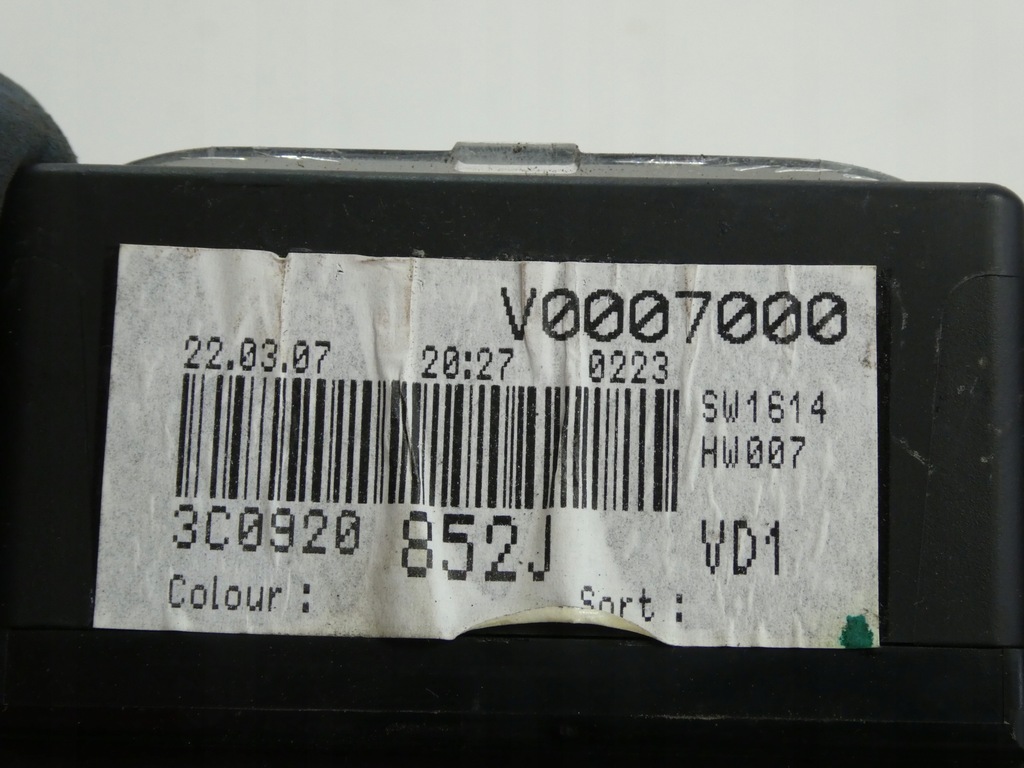 V0007000
22.03.07 20:27 0223
SW1614
HW007
3C0920 852J VD1
Colour : Sort :